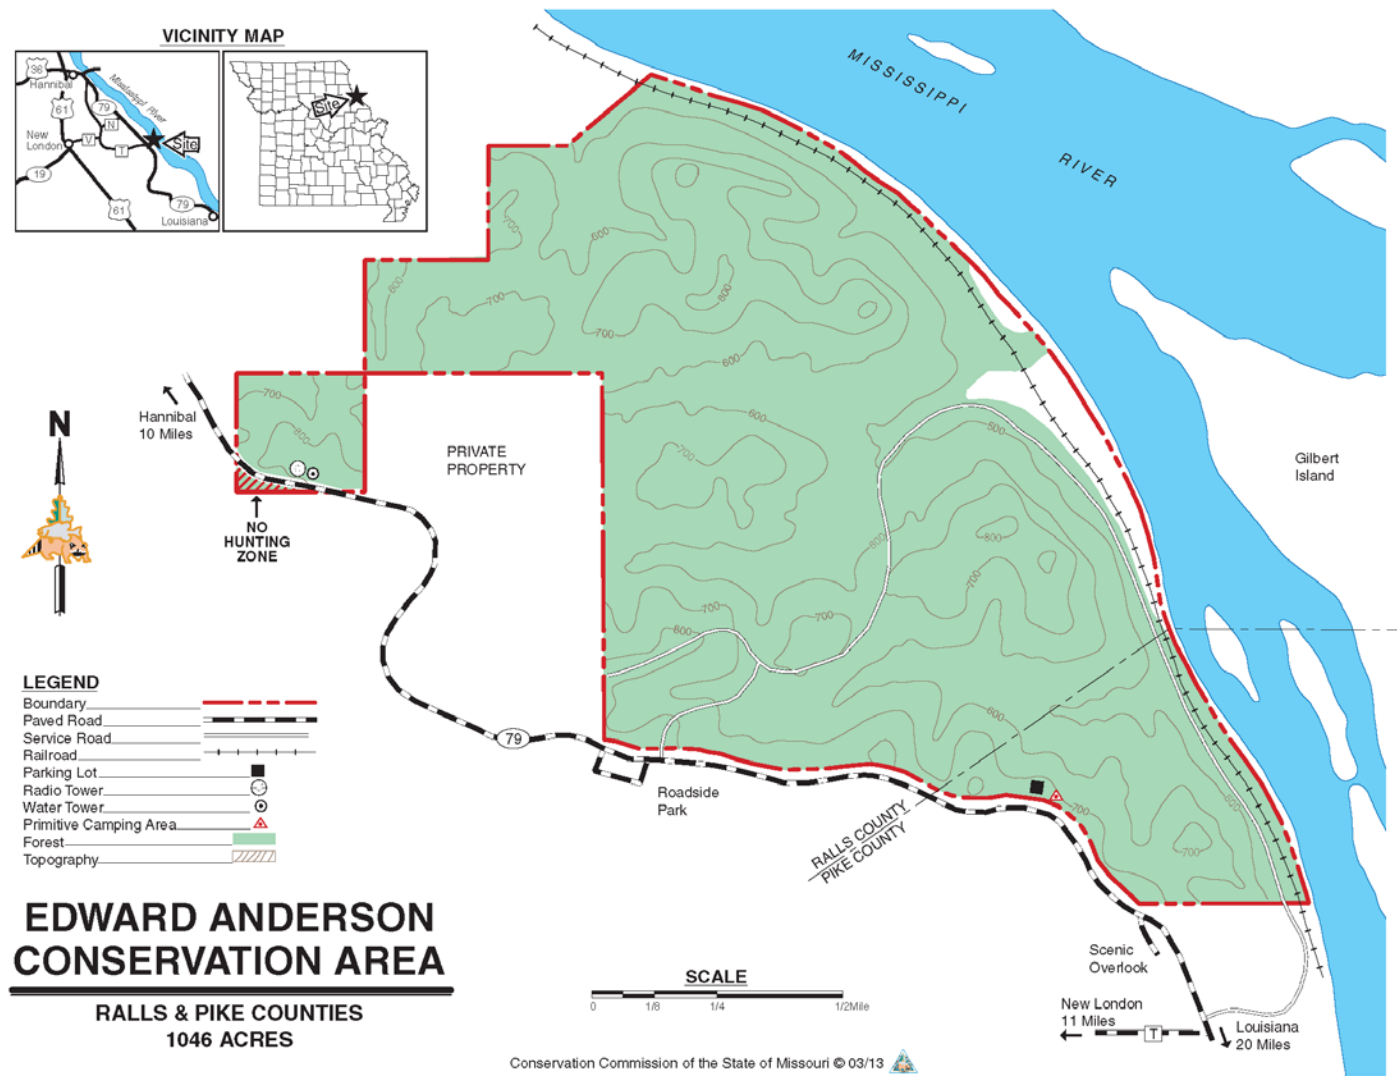 VICINITY MAP
36
Hannibal
Mississippi River
61
79
N
New
London
V
T
Site
19
61
79
Louisiana
Site
MISSISSIPPI
RIVER
700
600
800
700
800
700
600
700
Hannibal
10 Miles
800
PRIVATE
PROPERTY
600
500
700
Gilbert
Island
N
NO
HUNTING
ZONE
800
600
700
700
700
600
LEGEND
Boundary
Paved Road
Service Road
Railroad
Parking Lot
Radio Tower
Water Tower
Primitive Camping Area
Forest
Topography
79
600
Roadside
Park
700
600
700
RALLS COUNTY
PIKE COUNTY
EDWARD ANDERSON
CONSERVATION AREA
RALLS & PIKE COUNTIES
1046 ACRES
Scenic
Overlook
SCALE
0 1/8 1/4 1/2Mile
New London
11 Miles
T
Louisiana
20 Miles
Conservation Commission of the State of Missouri © 03/13